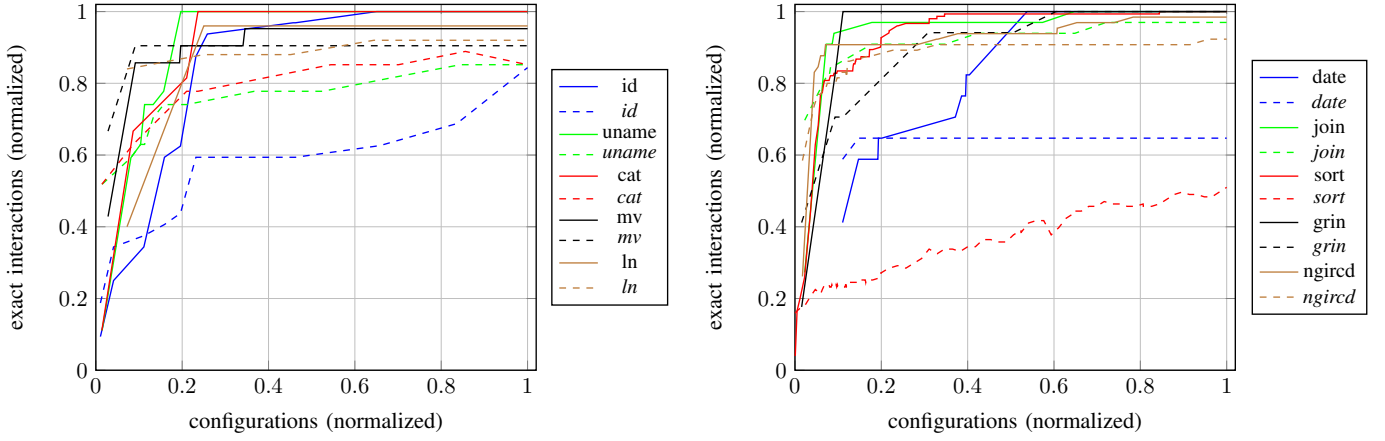 1
0.8
0.6
0.4
0.2
0
0 0.2 0.4 0.6 0.8 1
configurations (normalized)
exact interactions (normalized)
id
id
uname
uname
cat
cat
mv
mv
ln
ln
1
0.8
0.6
0.4
0.2
0
0 0.2 0.4 0.6 0.8 1
configurations (normalized)
exact interactions (normalized)
date
date
join
join
sort
sort
grin
grin
ngircd
ngircd